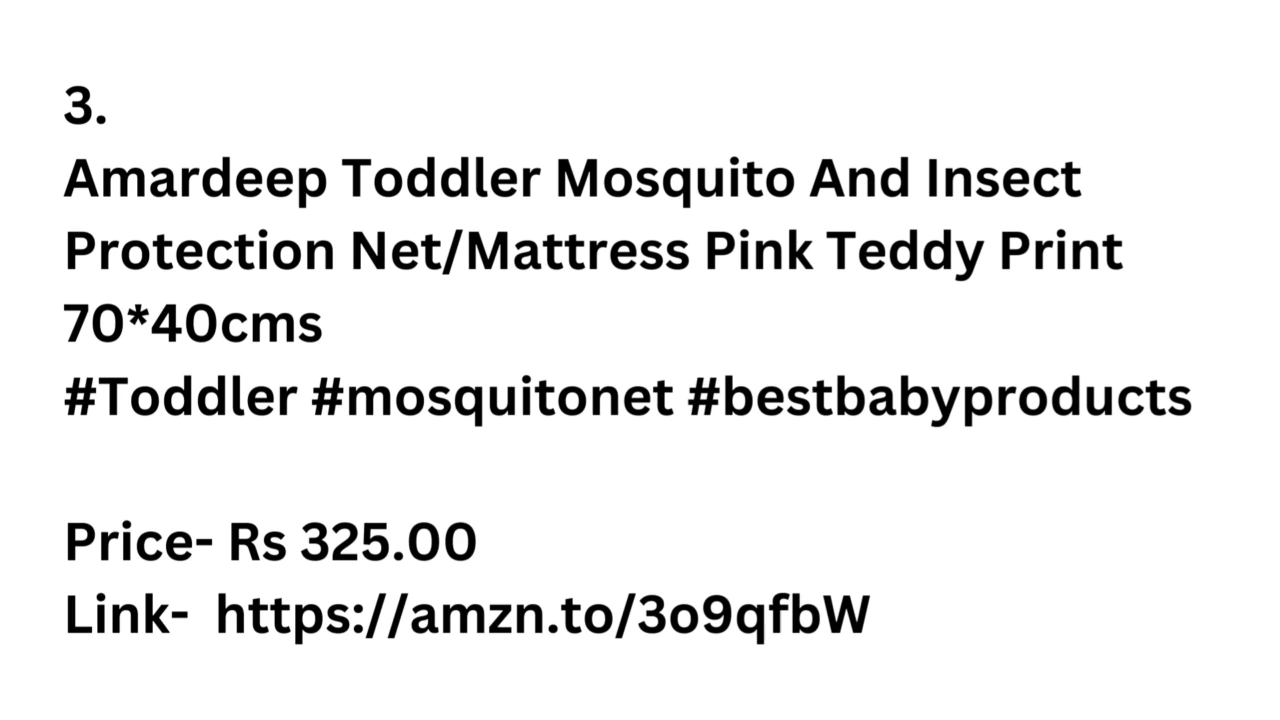 3.
Amardeep Toddler Mosquito And Insect
Protection Net/Mattress Pink Teddy Print
70*40cms
#Toddler #mosquitonet #bestbabyproducts
Price- Rs 325.00
Link-  https://amzn.to/3o9qfbW